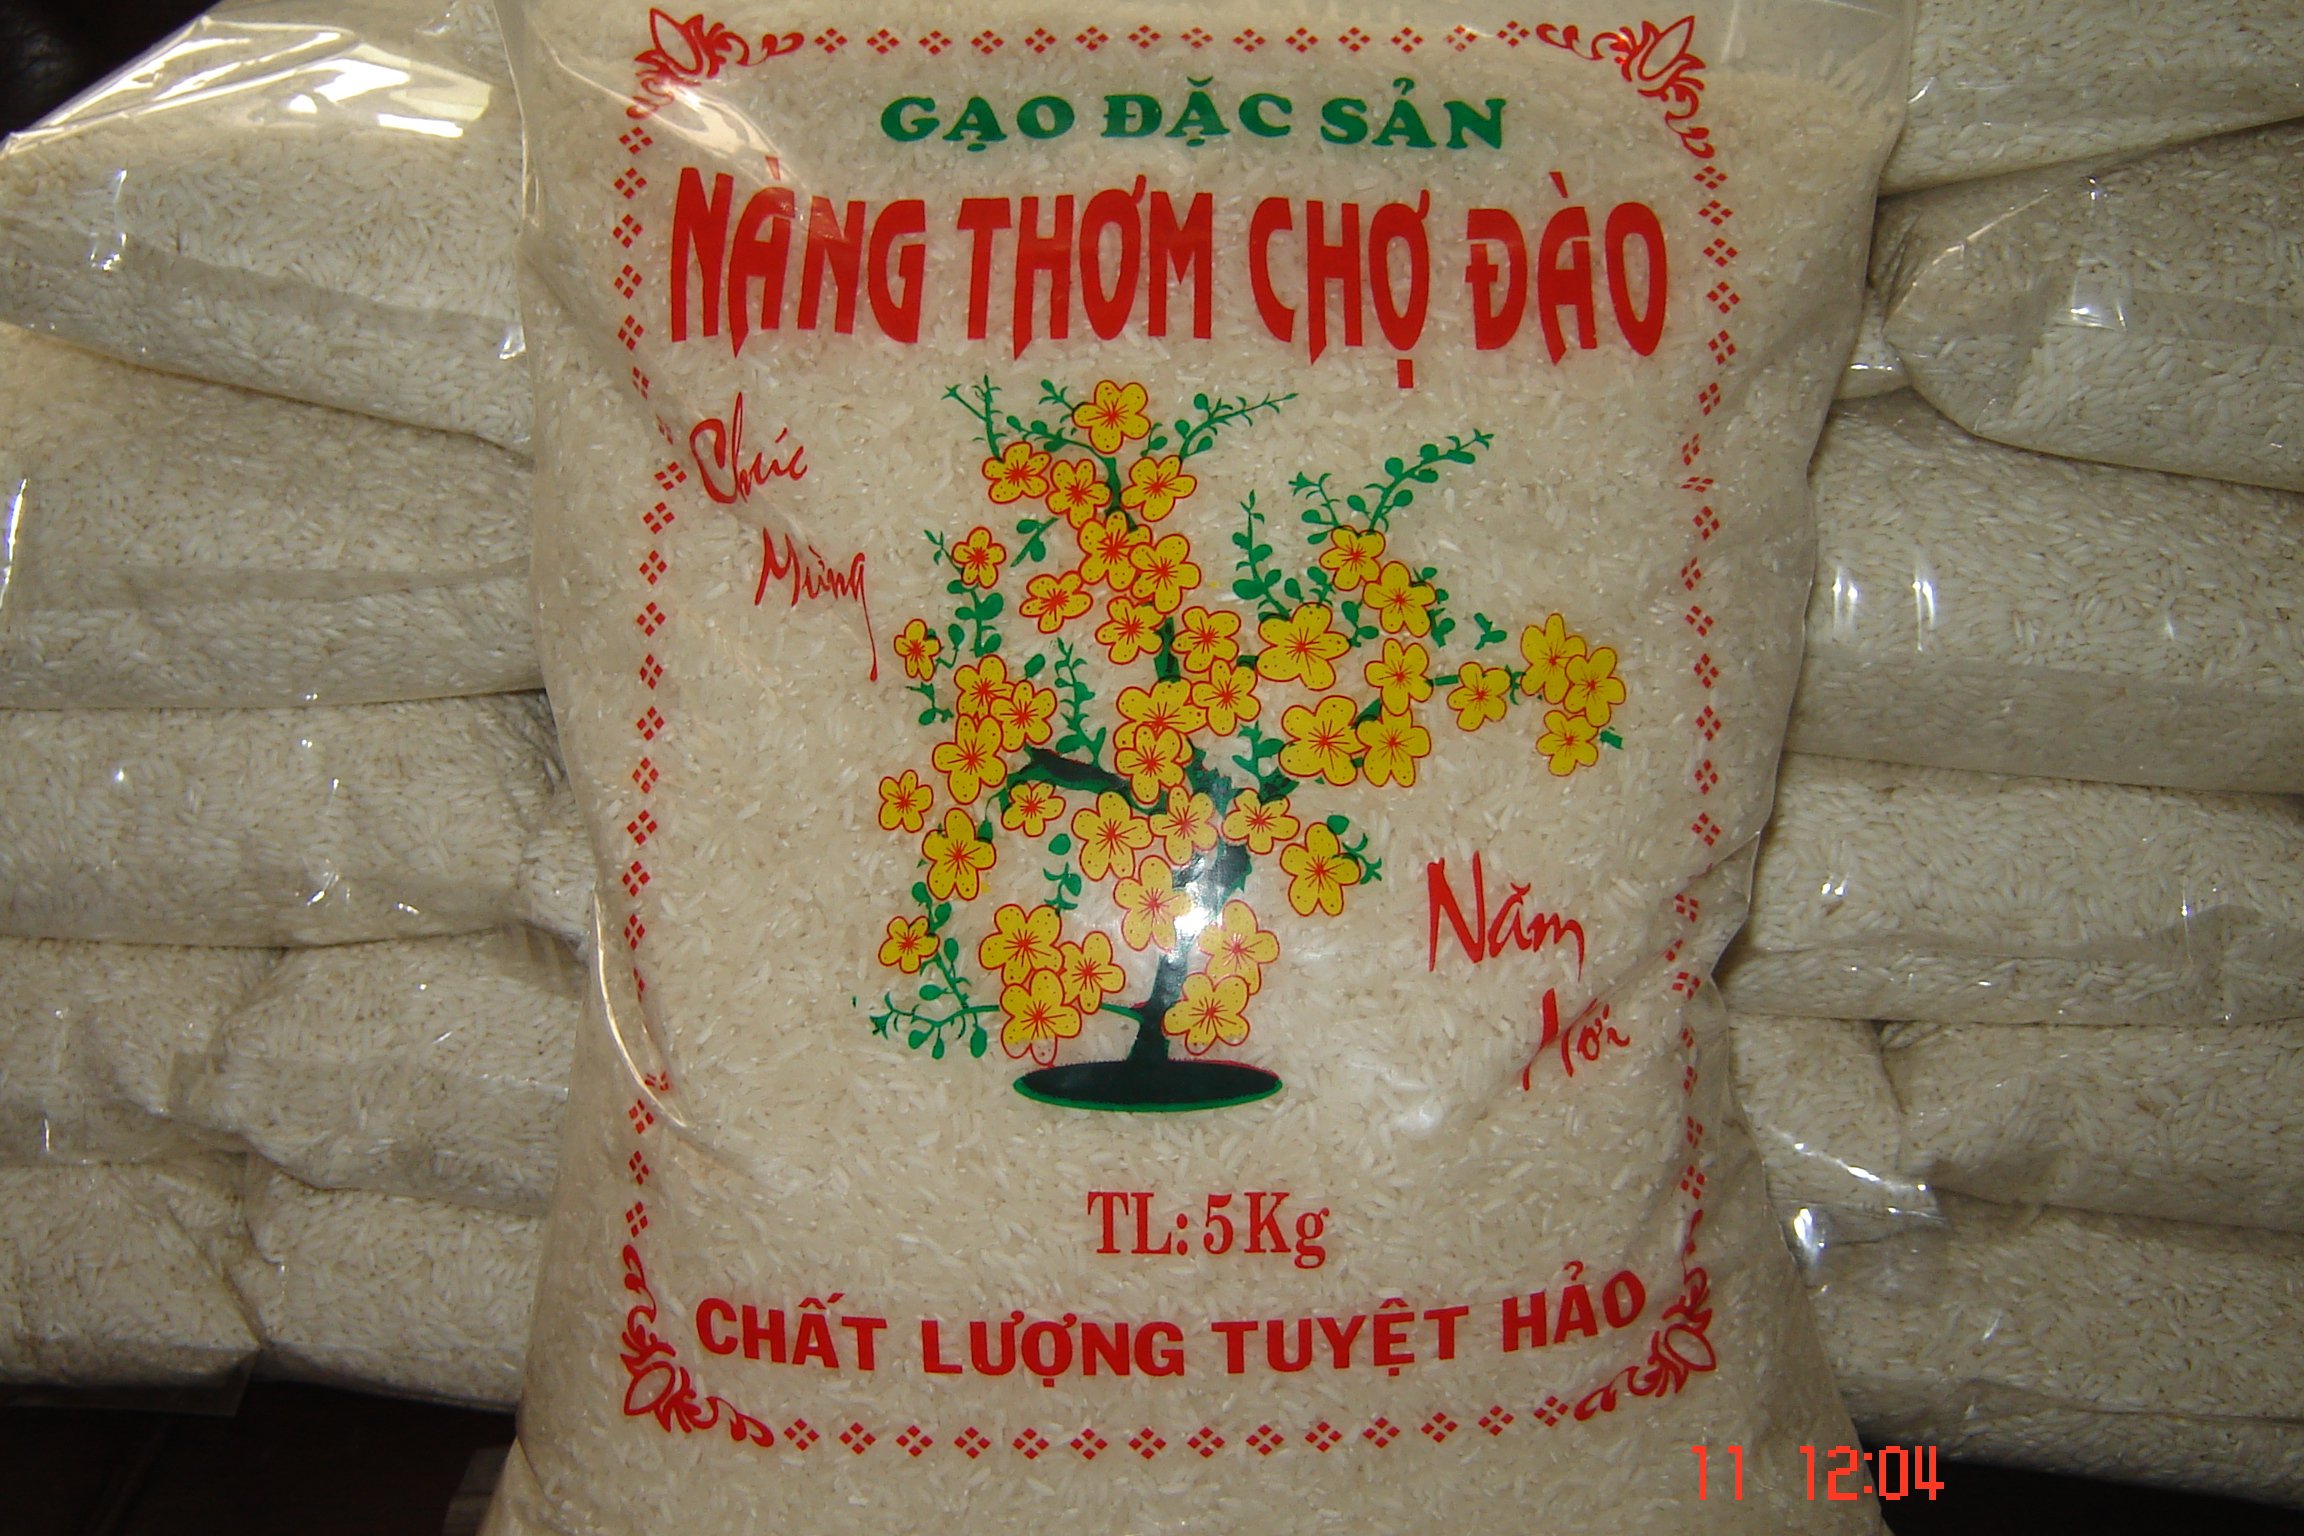 GẠO ĐẶC SẢN
NÀNG THƠM CHỢ ĐÀO
Chúc
Mừng
Năm
Mới
TL: 5Kg
CHẤT LƯỢNG TUYỆT HẢO
11 12:04